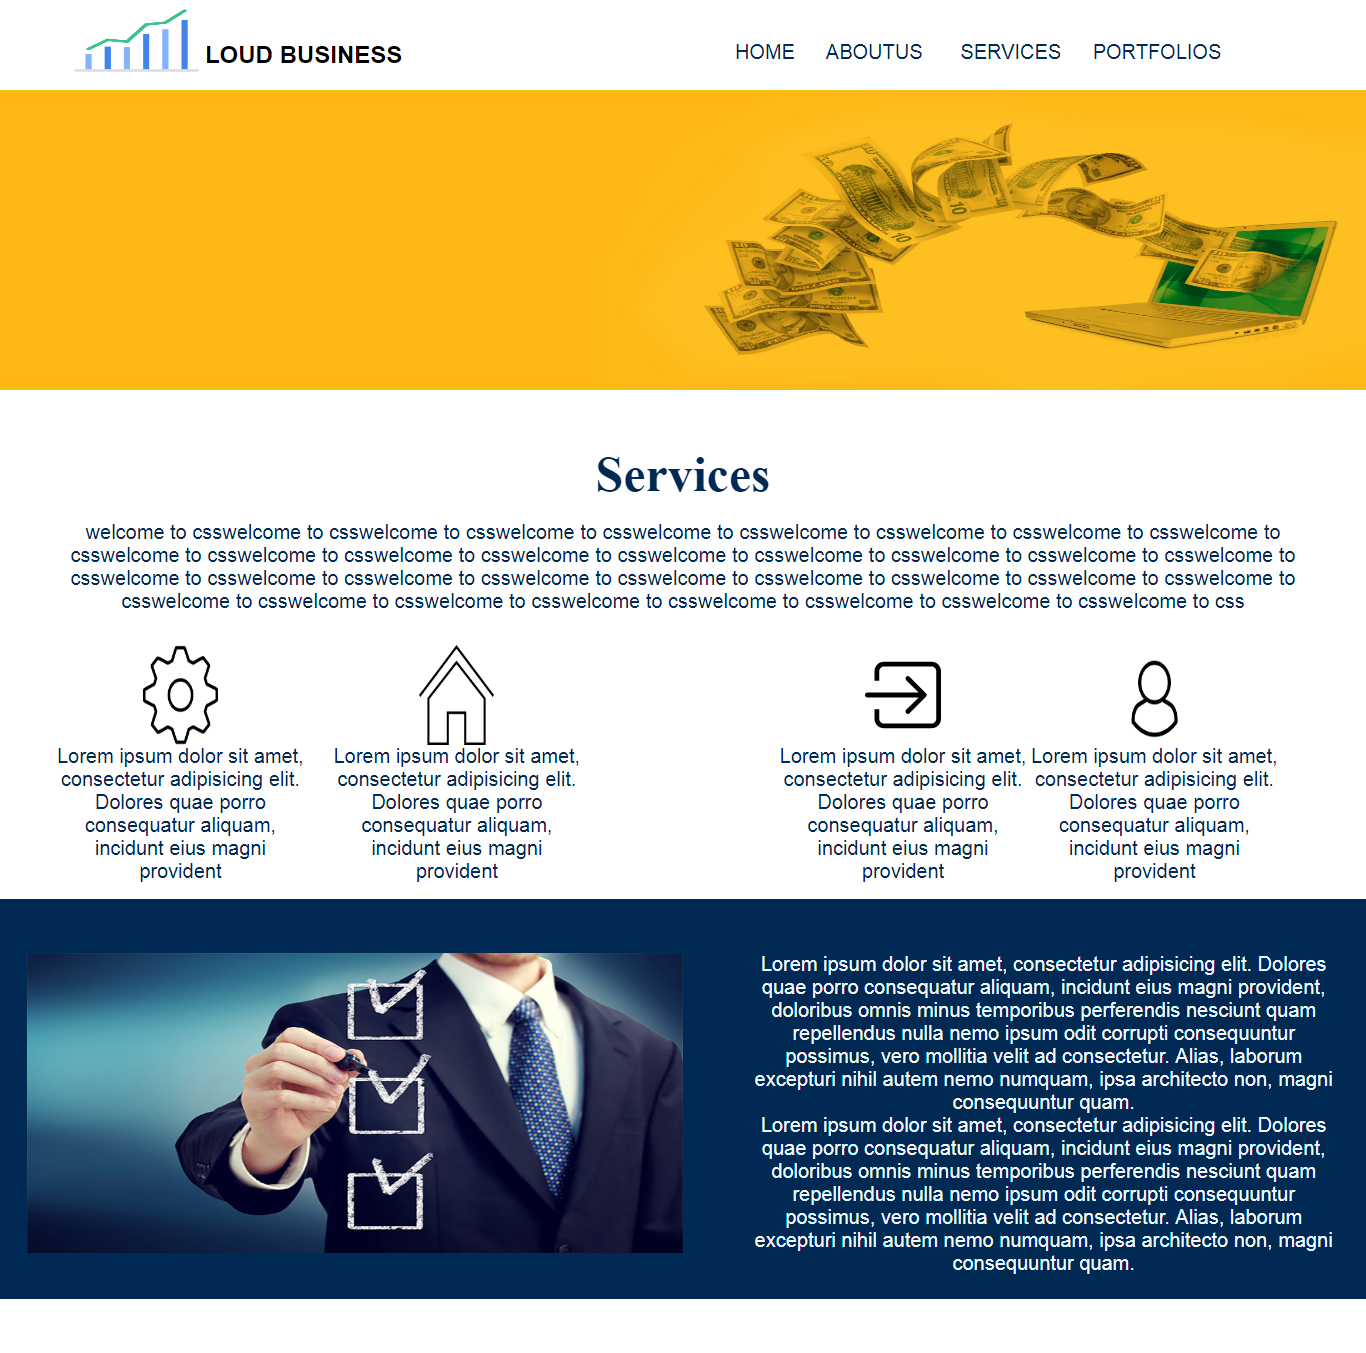 LOUD BUSINESS
HOME ABOUTUS SERVICES PORTFOLIOS
10
10
Services
welcome to csswelcome to csswelcome to csswelcome to csswelcome to csswelcome to csswelcome to csswelcome to csswelcome to
csswelcome to csswelcome to csswelcome to csswelcome to csswelcome to csswelcome to csswelcome to csswelcome to csswelcome to
csswelcome to csswelcome to csswelcome to csswelcome to csswelcome to csswelcome to csswelcome to csswelcome to csswelcome to
csswelcome to csswelcome to csswelcome to csswelcome to csswelcome to csswelcome to csswelcome to csswelcome to css
Lorem ipsum dolor sit amet,
consectetur adipisicing elit.
Dolores quae porro
consequatur aliquam,
incidunt eius magni
provident
Lorem ipsum dolor sit amet,
consectetur adipisicing elit.
Dolores quae porro
consequatur aliquam,
incidunt eius magni
provident
Lorem ipsum dolor sit amet,
consectetur adipisicing elit.
Dolores quae porro
consequatur aliquam,
incidunt eius magni
provident
Lorem ipsum dolor sit amet,
consectetur adipisicing elit.
Dolores quae porro
consequatur aliquam,
incidunt eius magni
provident
Lorem ipsum dolor sit amet, consectetur adipisicing elit. Dolores
quae porro consequatur aliquam, incidunt eius magni provident,
doloribus omnis minus temporibus perferendis nesciunt quam
repellendus nulla nemo ipsum odit corrupti consequuntur
possimus, vero mollitia velit ad consectetur. Alias, laborum
excepturi nihil autem nemo numquam, ipsa architecto non, magni
consequuntur quam.
Lorem ipsum dolor sit amet, consectetur adipisicing elit. Dolores
quae porro consequatur aliquam, incidunt eius magni provident,
doloribus omnis minus temporibus perferendis nesciunt quam
repellendus nulla nemo ipsum odit corrupti consequuntur
possimus, vero mollitia velit ad consectetur. Alias, laborum
excepturi nihil autem nemo numquam, ipsa architecto non, magni
consequuntur quam.